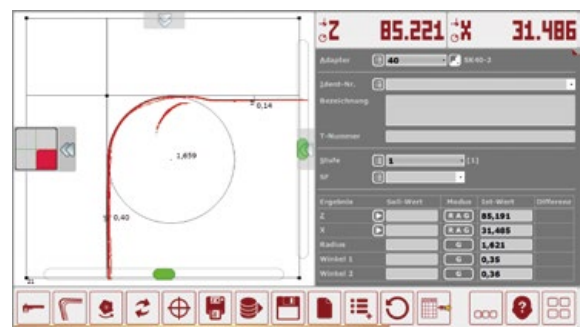 Z 85.221 X 31.486
Adapter 40 SK40-2
Ident-Nr.
Bezeichnung
T-Nummer
Stufe 1 [1]
SF
Ergebnis Soll-Wert Modus Ist-Wert Differenz
Z R A G 85,191
X R A G 31,485
Radius G 1,621
Winkel 1 G 0,35
Winkel 2 G 0,36
0,14
1,659
0,40
21
?